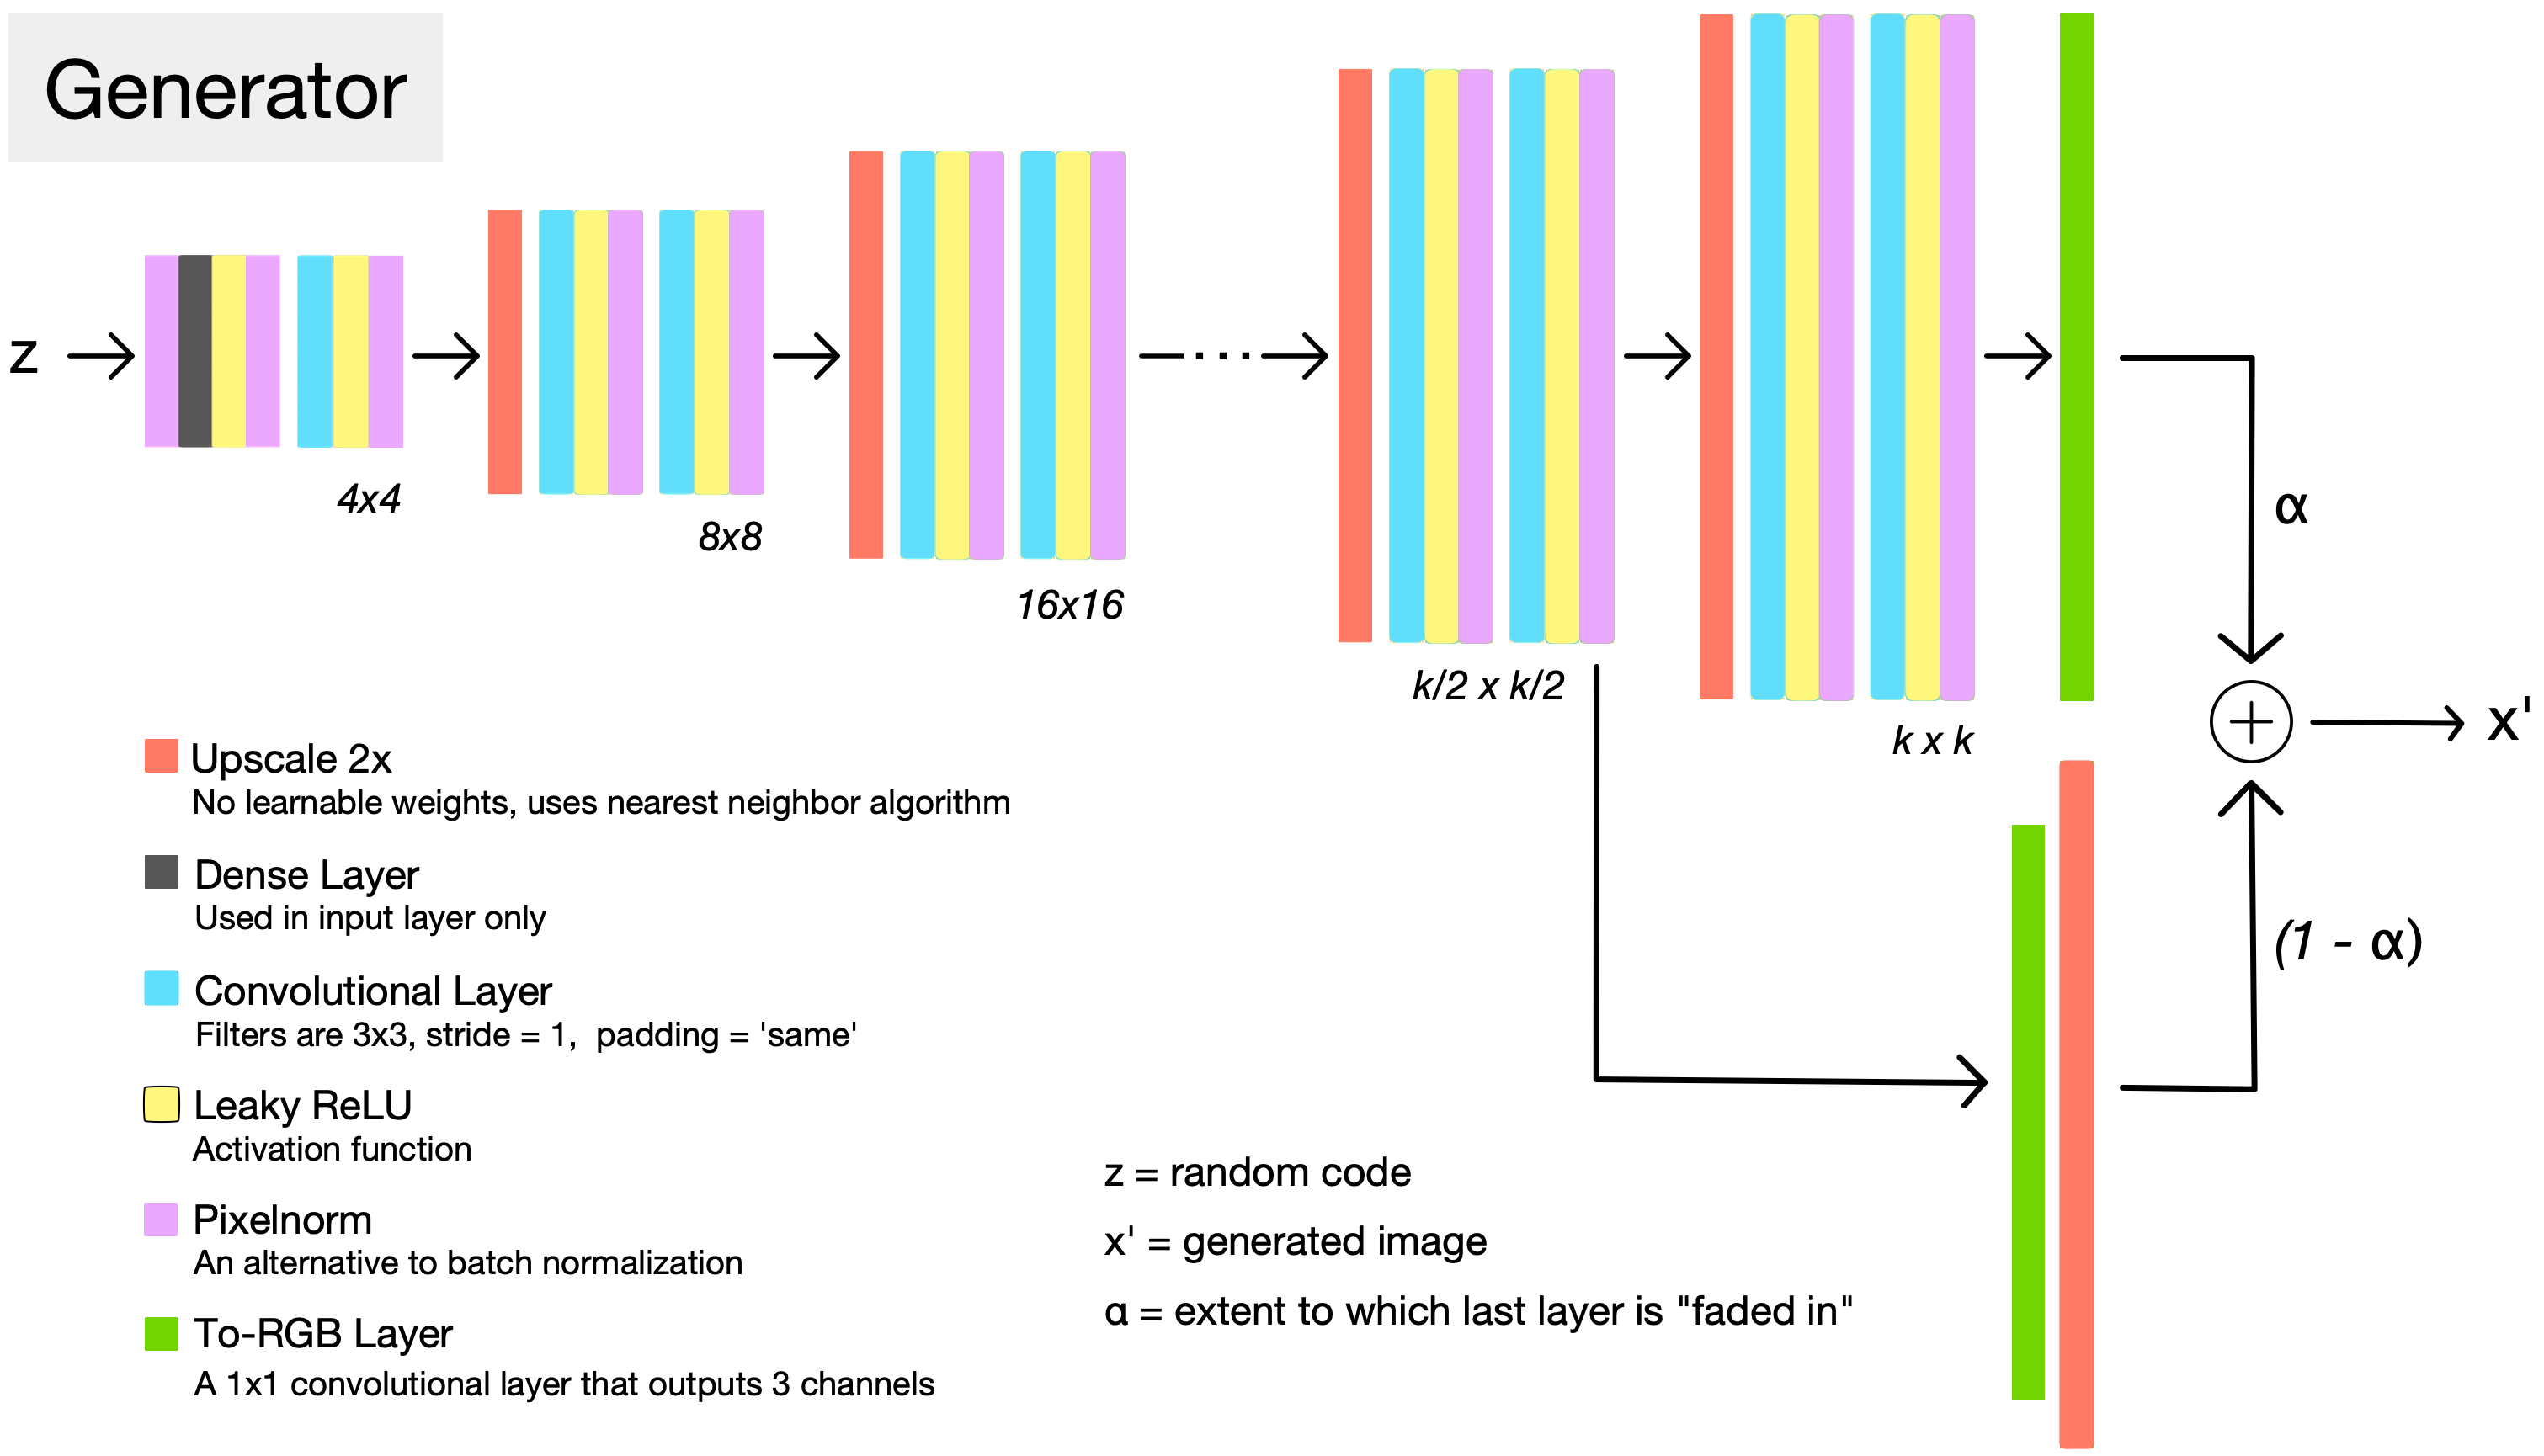 Generator
z
4x4
8x8
16x16
k/2 x k/2
k x k
α
x'
(1 - α)
Upscale 2x
No learnable weights, uses nearest neighbor algorithm
Dense Layer
Used in input layer only
Convolutional Layer
Filters are 3x3, stride = 1,  padding = 'same'
Leaky ReLU
Activation function
Pixelnorm
An alternative to batch normalization
To-RGB Layer
A 1x1 convolutional layer that outputs 3 channels
z = random code
x' = generated image
α = extent to which last layer is "faded in"